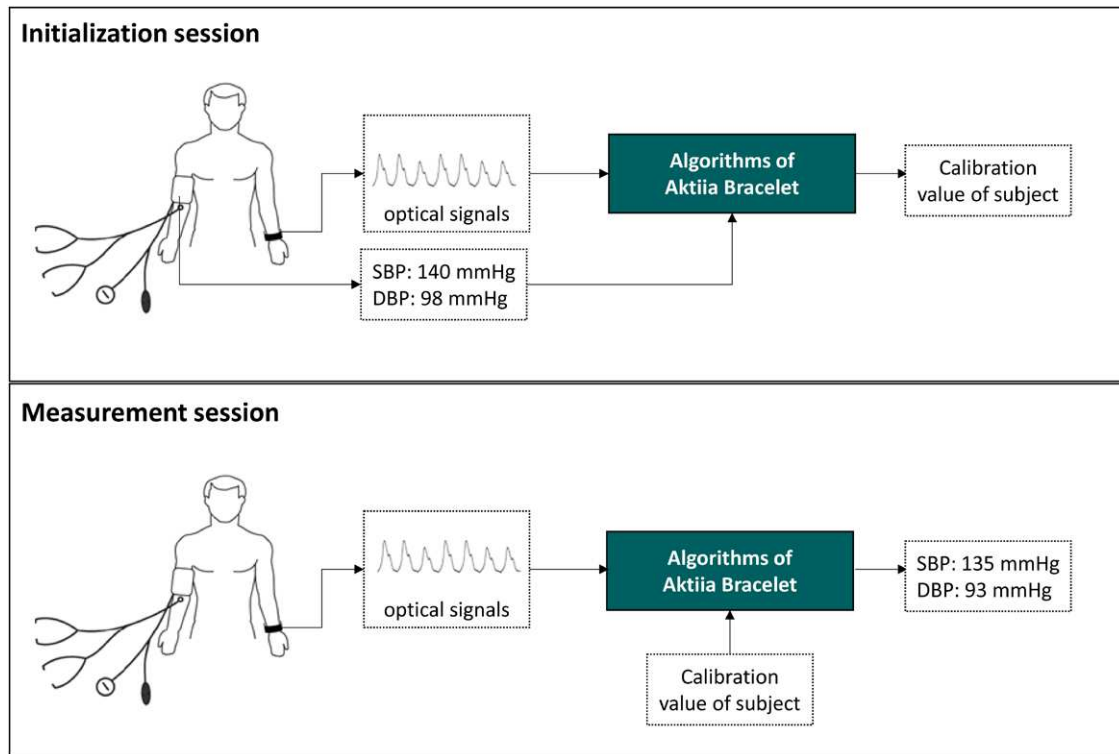 Initialization session
optical signals
Algorithms of
Aktiia Bracelet
Calibration
value of subject
SBP: 140 mmHg
DBP: 98 mmHg
Measurement session
optical signals
Algorithms of
Aktiia Bracelet
SBP: 135 mmHg
DBP: 93 mmHg
Calibration
value of subject